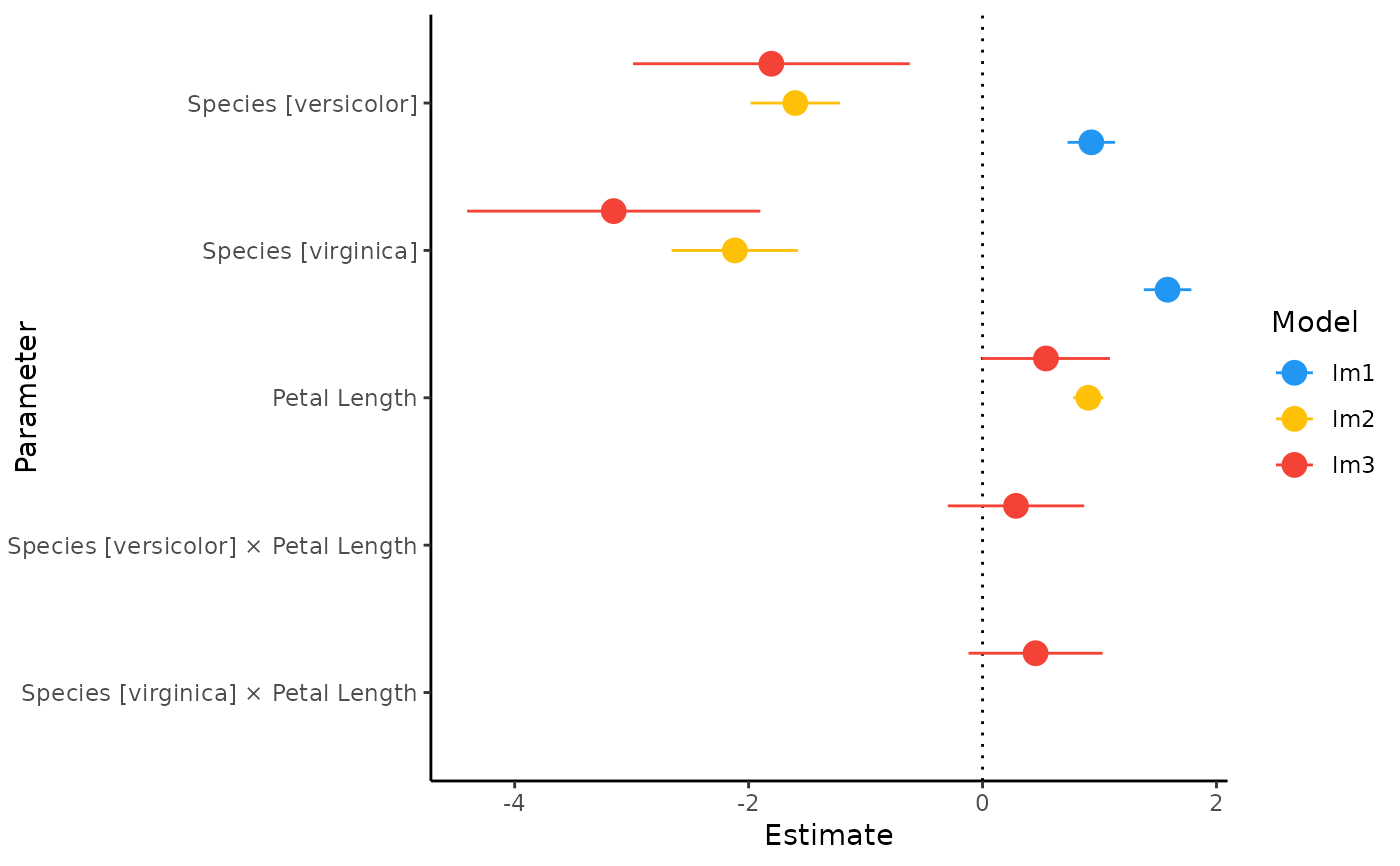 Species [versicolor]
Species [virginica]
Petal Length
Species [versicolor] × Petal Length
Species [virginica] × Petal Length
Parameter
-4 -2 0 2
Estimate
Model
lm1
lm2
lm3